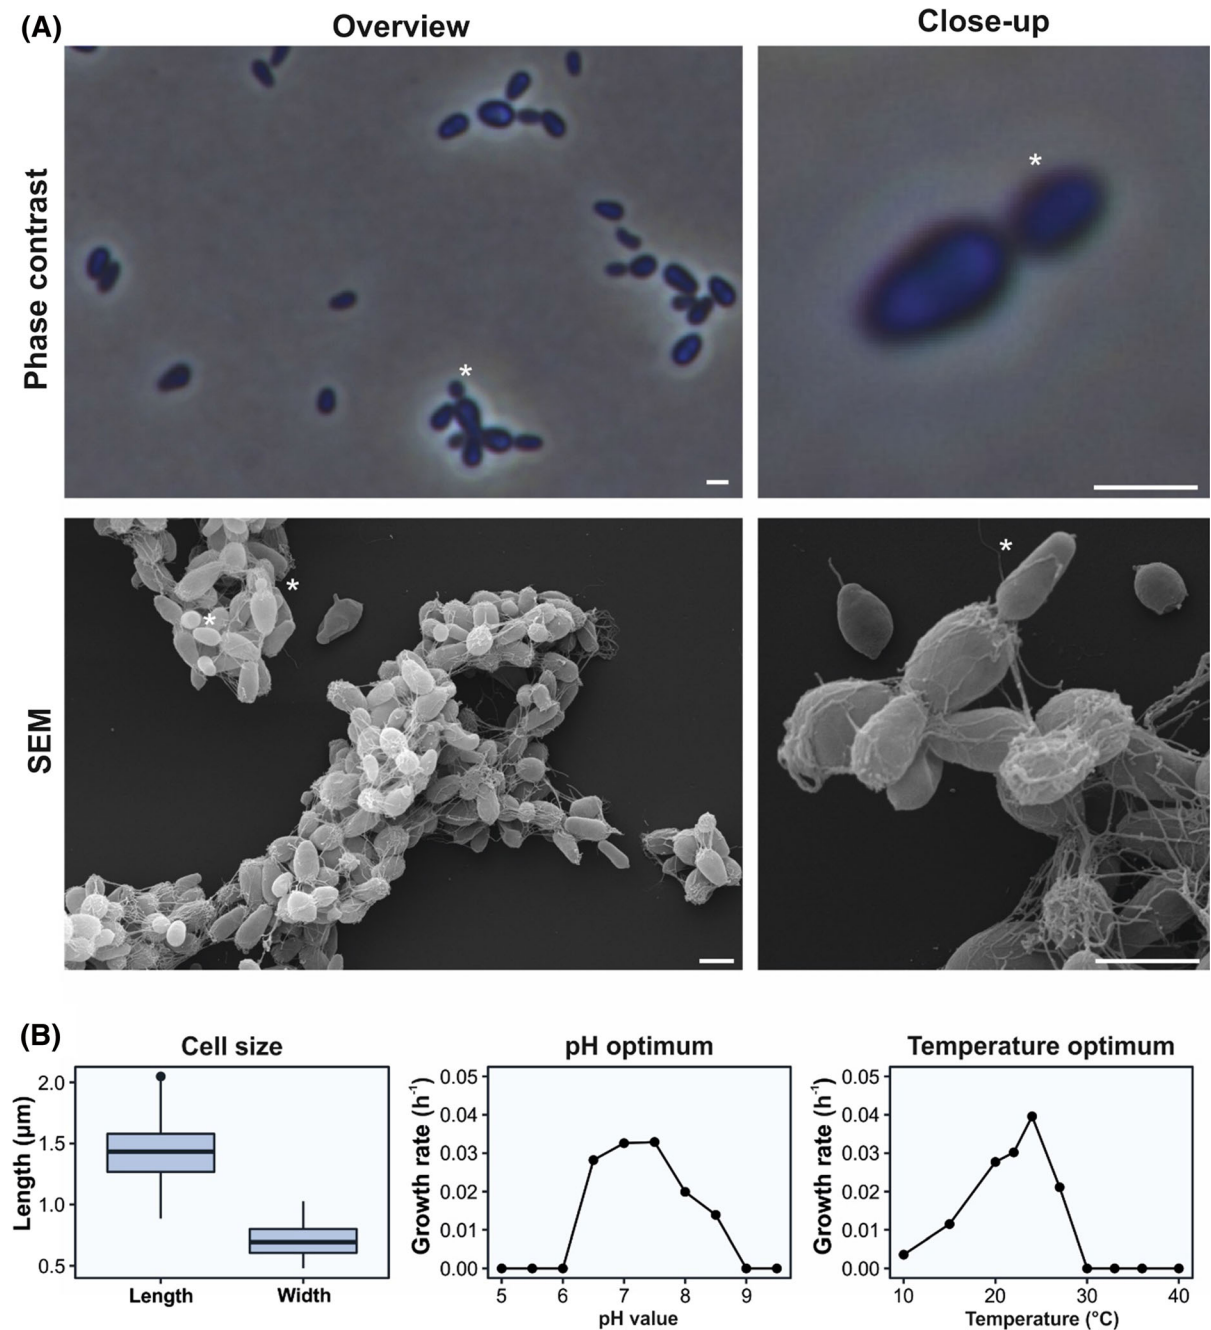 (A)
Overview
Close-up
Phase contrast
*
*
SEM
*
*
*
(B)
Cell size
pH optimum
Temperature optimum
Length (μm)
2.0
1.5
1.0
0.5
Length
Width
Growth rate (h⁻¹)
0.05
0.04
0.03
0.02
0.01
0.00
5
6
7
8
9
pH value
Growth rate (h⁻¹)
0.05
0.04
0.03
0.02
0.01
0.00
10
20
30
40
Temperature (°C)